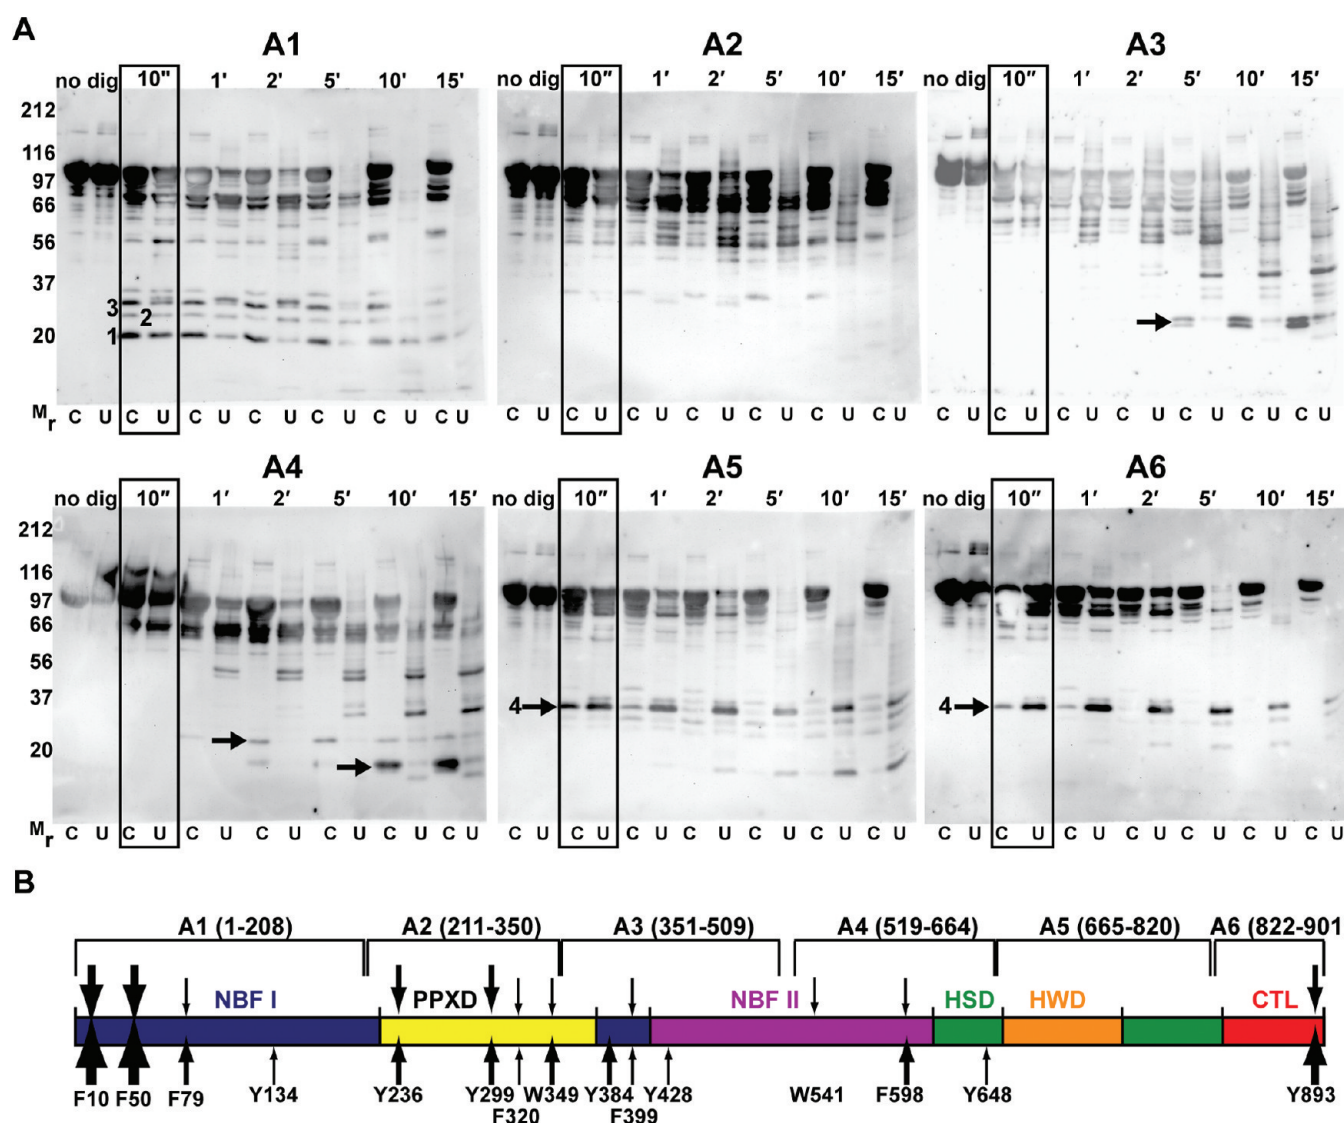 A
A1
A2
A3
no dig 10" 1' 2' 5' 10' 15'
no dig 10" 1' 2' 5' 10' 15'
no dig 10" 1' 2' 5' 10' 15'
212
116
97
66
56
37
20
3
2
1
Mr C U C U C U C U C U C U C U
C U C U C U C U C U C U C U
C U C U C U C U C U C U C U
A4
A5
A6
no dig 10" 1' 2' 5' 10' 15'
no dig 10" 1' 2' 5' 10' 15'
no dig 10" 1' 2' 5' 10' 15'
212
116
97
66
56
37
20
4
4
Mr C U C U C U C U C U C U C U
C U C U C U C U C U C U C U
C U C U C U C U C U C U C U
B
A1 (1-208) A2 (211-350) A3 (351-509) A4 (519-664) A5 (665-820) A6 (822-901
NBF I PPXD NBF II HSD HWD CTL
F10 F50 F79 Y134 Y236 Y299 W349 Y384 Y428 W541 F598 Y648 Y893
F320 F399